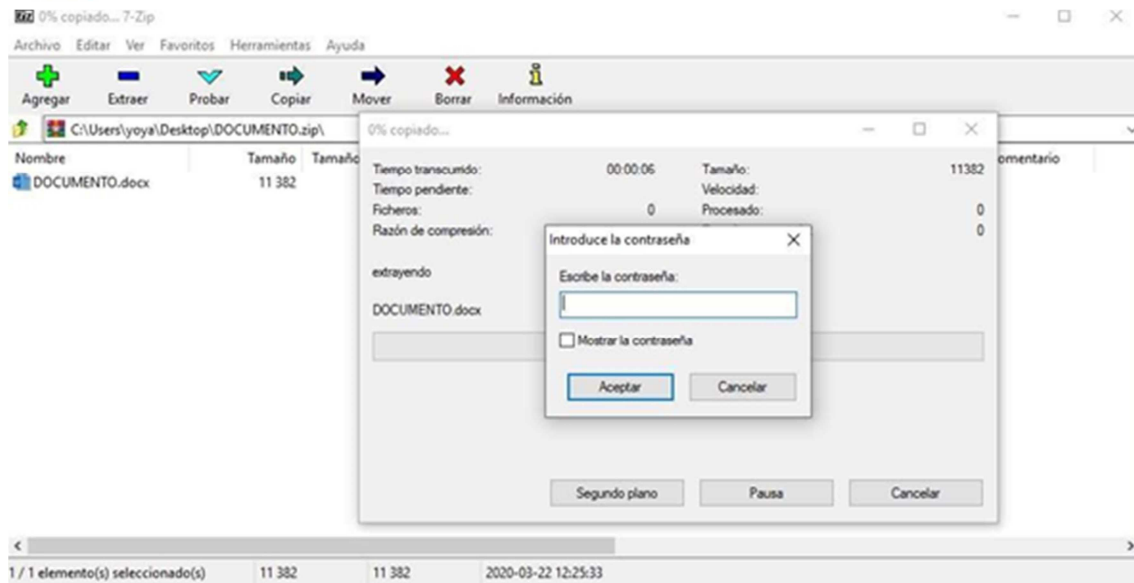 0% copiado... 7-Zip
Archivo Editar Ver Favoritos Herramientas Ayuda
Agregar Extraer Probar Copiar Mover Borrar Información
C:\Users\yoya\Desktop\DOCUMENTO.zip\
Nombre Tamaño Tamaño omentario
DOCUMENTO.docx 11 382
0% copiado...
Tiempo transcurrido: 00:00:06 Tamaño: 11382
Tiempo pendiente: Velocidad:
Ficheros: 0 Procesado: 0
Razón de compresión: 0
extrayendo
DOCUMENTO.docx
Introduce la contraseña
Escribe la contraseña:
Mostrar la contraseña
Aceptar Cancelar
Segundo plano Pausa Cancelar
1 / 1 elemento(s) seleccionado(s) 11 382 11 382 2020-03-22 12:25:33